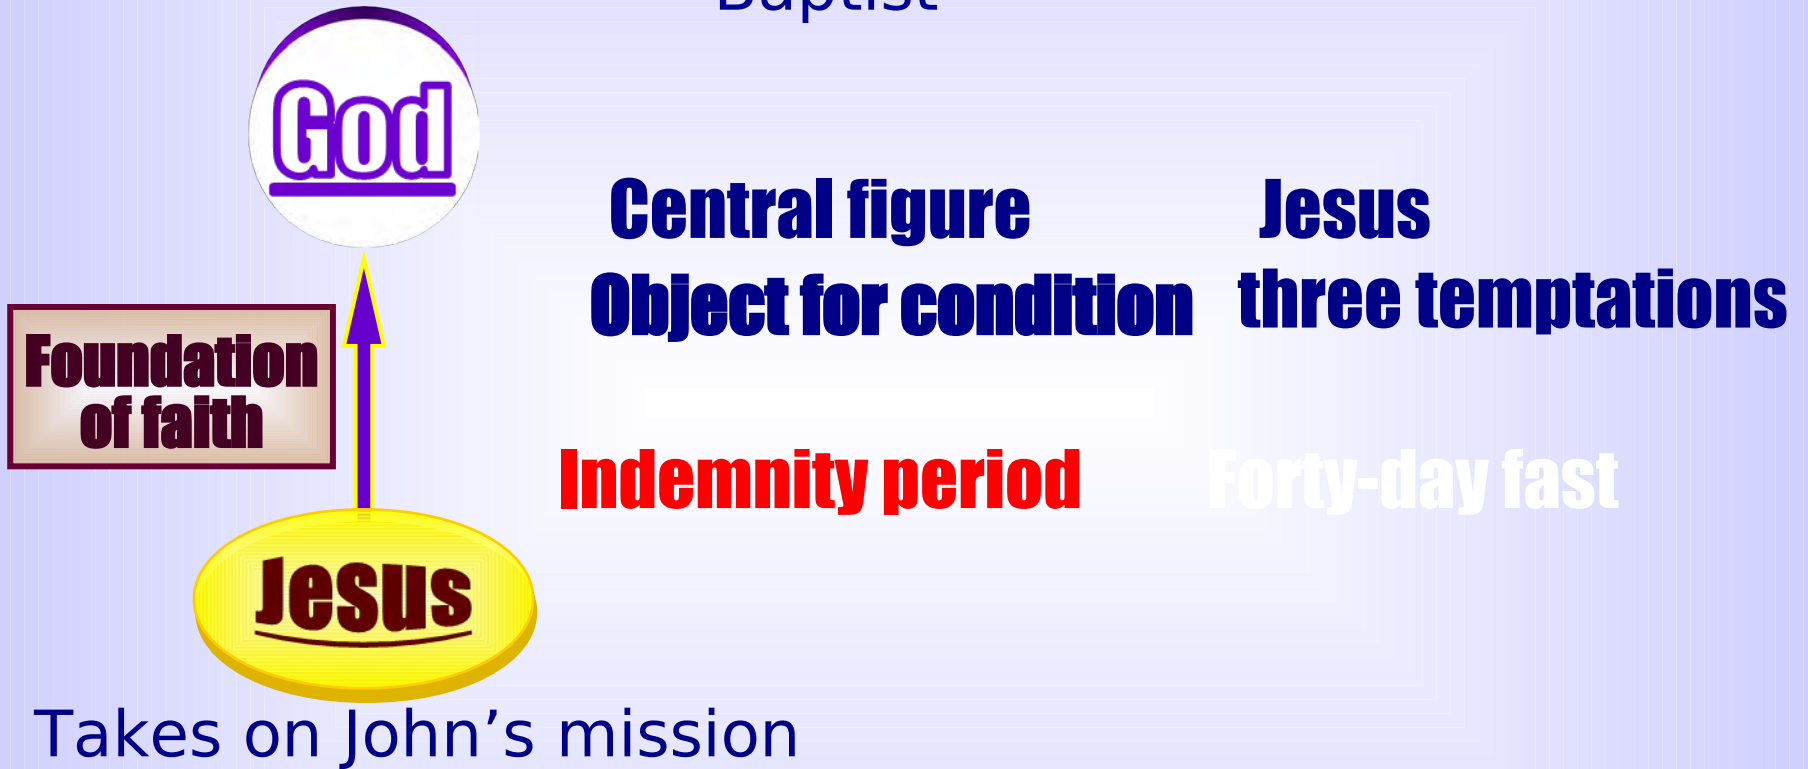 Baptist
God
Central figure Jesus
Object for condition three temptations
Foundation
of faith
Indemnity period Forty-day fast
Jesus
Takes on John’s mission